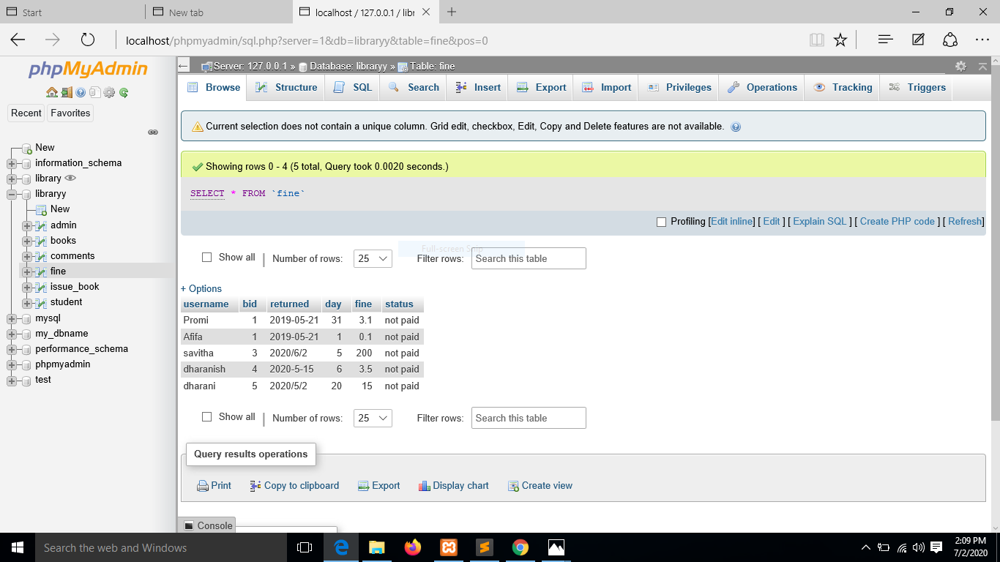 Start
New tab
localhost / 127.0.0.1 / libr
localhost/phpmyadmin/sql.php?server=1&db=libraryy&table=fine&pos=0
phpMyAdmin
Recent
Favorites
New
information_schema
library
libraryy
New
admin
books
comments
fine
issue_book
student
mysql
my_dbname
performance_schema
phpmyadmin
test
Server: 127.0.0.1 » Database: libraryy » Table: fine
Browse Structure SQL Search Insert Export Import Privileges Operations Tracking Triggers
Current selection does not contain a unique column. Grid edit, checkbox, Edit, Copy and Delete features are not available.
Showing rows 0 - 4 (5 total, Query took 0.0020 seconds.)
SELECT * FROM `fine`
Profiling [Edit inline] [ Edit ] [ Explain SQL ] [ Create PHP code ] [ Refresh]
Full-screen Snip
Show all | Number of rows: 25 Filter rows: Search this table
+ Options
username bid returned day fine status
Promi 1 2019-05-21 31 3.1 not paid
Afifa 1 2019-05-21 1 0.1 not paid
savitha 3 2020/6/2 5 200 not paid
dharanish 4 2020-5-15 6 3.5 not paid
dharani 5 2020/5/2 20 15 not paid
Show all | Number of rows: 25 Filter rows: Search this table
Query results operations
Print Copy to clipboard Export Display chart Create view
Console
Search the web and Windows
2:09 PM
7/2/2020